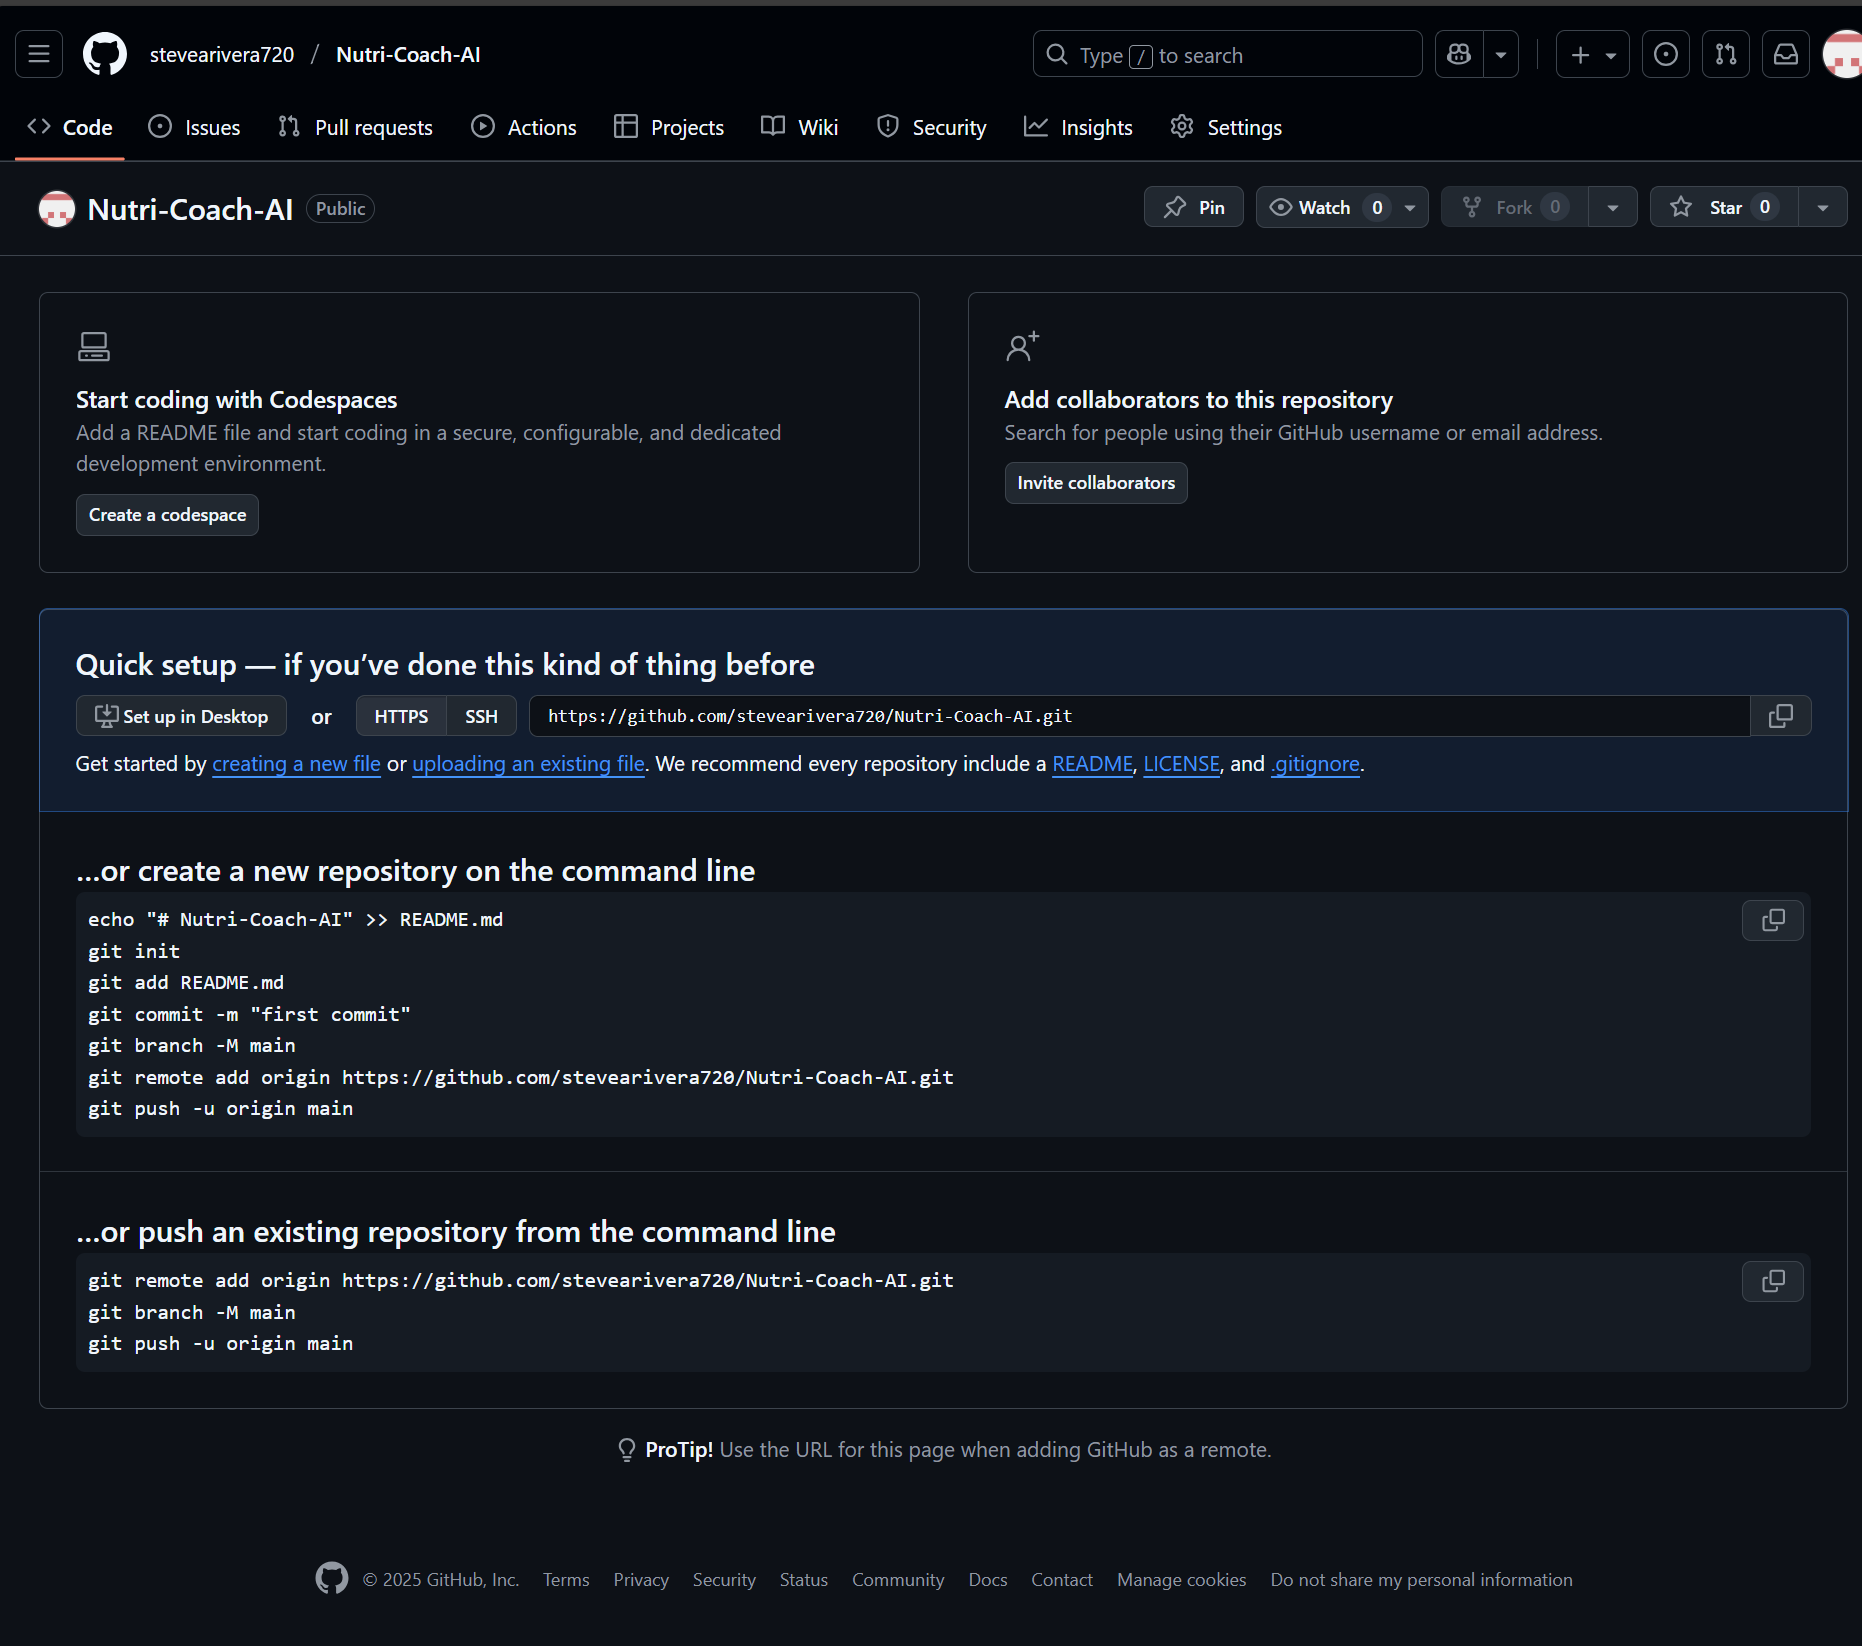 stevearivera720 / Nutri-Coach-AI
Type / to search
Code Issues Pull requests Actions Projects Wiki Security Insights Settings
Nutri-Coach-AI Public
Pin Watch 0 Fork 0 Star 0
Start coding with Codespaces
Add a README file and start coding in a secure, configurable, and dedicated
development environment.
Create a codespace
Add collaborators to this repository
Search for people using their GitHub username or email address.
Invite collaborators
Quick setup — if you’ve done this kind of thing before
Set up in Desktop or HTTPS SSH https://github.com/stevearivera720/Nutri-Coach-AI.git
Get started by creating a new file or uploading an existing file. We recommend every repository include a README, LICENSE, and .gitignore.
…or create a new repository on the command line
echo "# Nutri-Coach-AI" >> README.md
git init
git add README.md
git commit -m "first commit"
git branch -M main
git remote add origin https://github.com/stevearivera720/Nutri-Coach-AI.git
git push -u origin main
…or push an existing repository from the command line
git remote add origin https://github.com/stevearivera720/Nutri-Coach-AI.git
git branch -M main
git push -u origin main
ProTip! Use the URL for this page when adding GitHub as a remote.
© 2025 GitHub, Inc. Terms Privacy Security Status Community Docs Contact Manage cookies Do not share my personal information